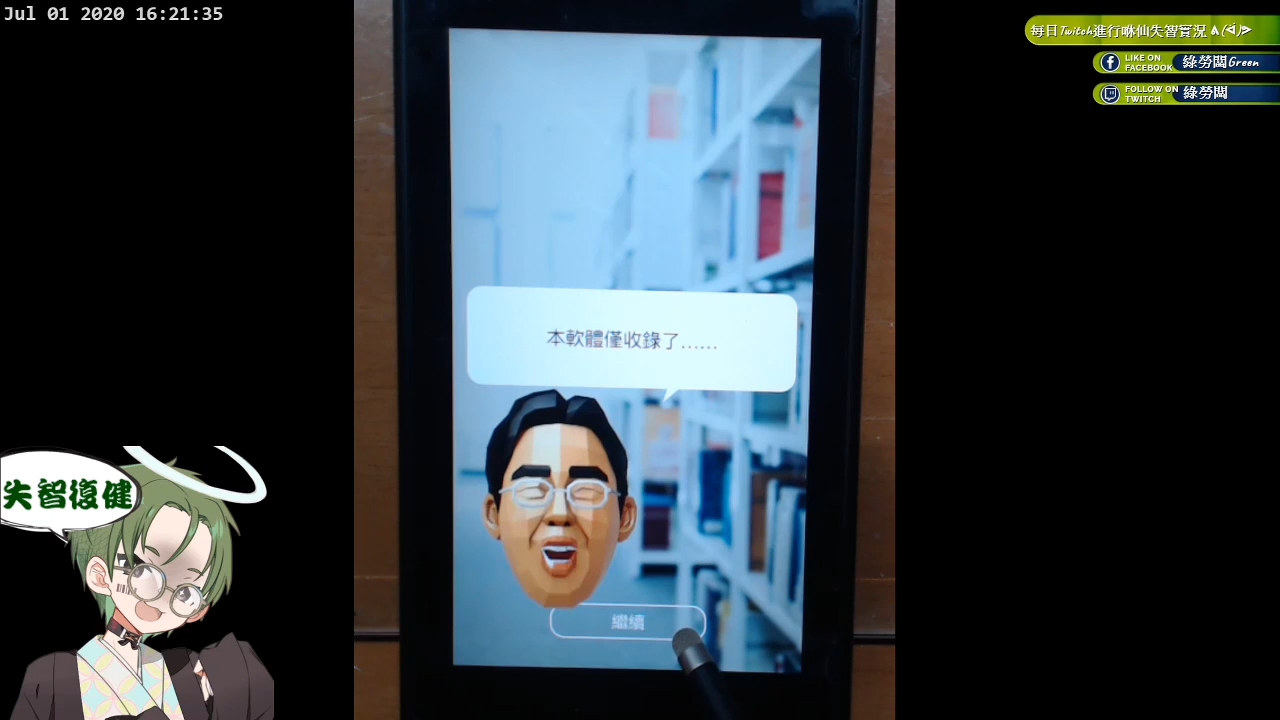 Jul 01 2020 16:21:35
每日Twitch進行咻仙失智實況
LIKE ON FACEBOOK
綠勞闆Green
FOLLOW ON TWITCH
綠勞闆
本軟體僅收錄了......
失智復健
繼續